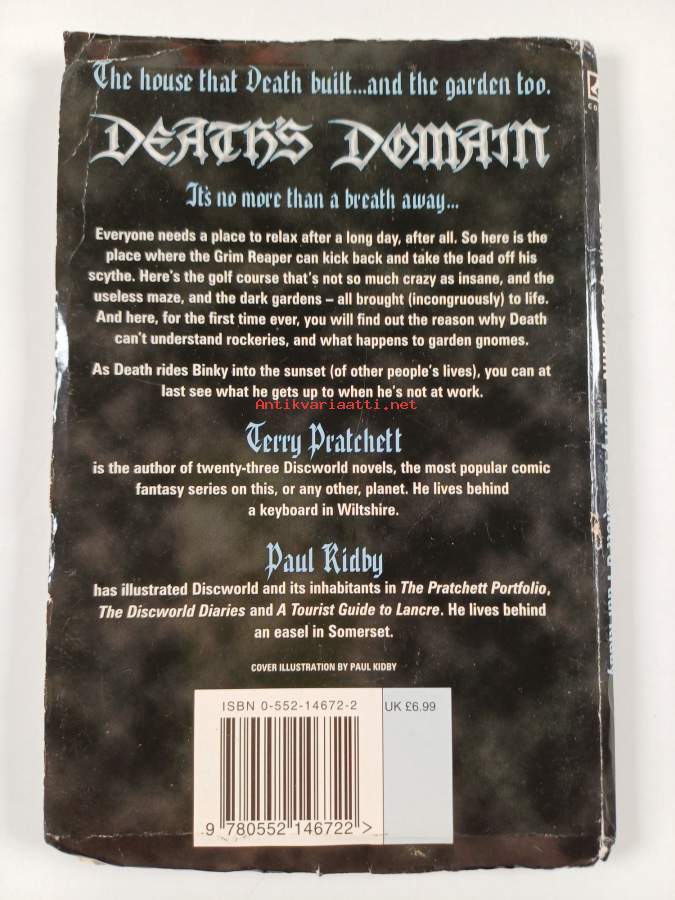 The house that Death built...and the garden too.
DEATH'S DOMAIN
It's no more than a breath away...
Everyone needs a place to relax after a long day, after all. So here is the
place where the Grim Reaper can kick back and take the load off his
scythe. Here's the golf course that's not so much crazy as insane, and the
useless maze, and the dark gardens – all brought (incongruously) to life.
And here, for the first time ever, you will find out the reason why Death
can't understand rockeries, and what happens to garden gnomes.
As Death rides Binky into the sunset (of other people's lives), you can at
last see what he gets up to when he's not at work.
Antikvariaatti.net
Terry Pratchett
is the author of twenty-three Discworld novels, the most popular comic
fantasy series on this, or any other, planet. He lives behind
a keyboard in Wiltshire.
Paul Kidby
has illustrated Discworld and its inhabitants in The Pratchett Portfolio,
The Discworld Diaries and A Tourist Guide to Lancre. He lives behind
an easel in Somerset.
COVER ILLUSTRATION BY PAUL KIDBY
ISBN 0-552-14672-2
UK £6.99
9 780552 146722 >